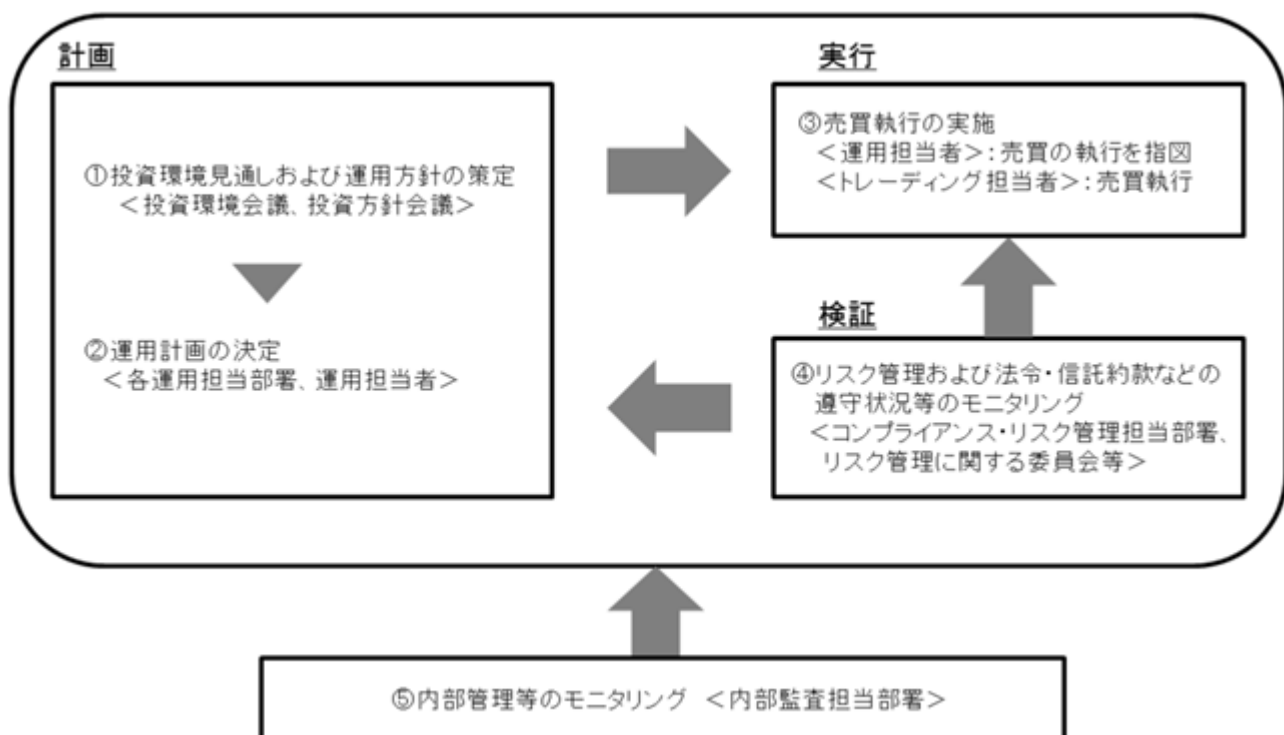 計画
①投資環境見通しおよび運用方針の策定
＜投資環境会議、投資方針会議＞
②運用計画の決定
＜各運用担当部署、運用担当者＞
実行
③売買執行の実施
＜運用担当者＞：売買の執行を指図
＜トレーディング担当者＞：売買執行
検証
④リスク管理および法令・信託約款などの
遵守状況等のモニタリング
＜コンプライアンス・リスク管理担当部署、
リスク管理に関する委員会等＞
⑤内部管理等のモニタリング ＜内部監査担当部署＞